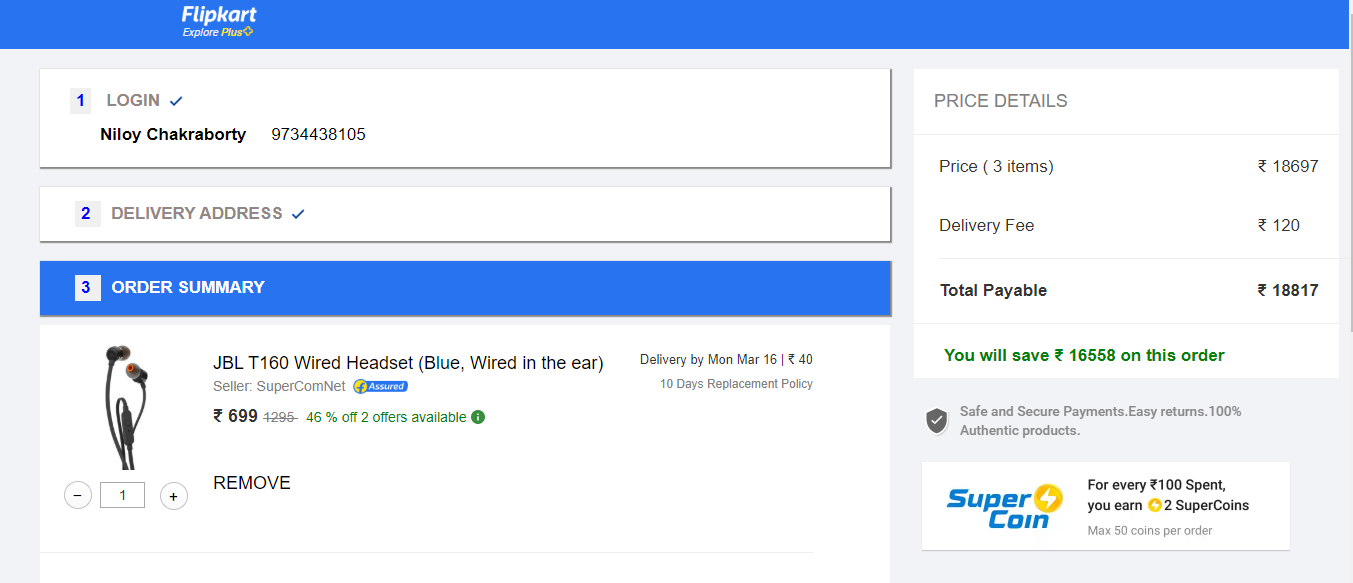 Flipkart
Explore Plus
1 LOGIN
Niloy Chakraborty 9734438105
2 DELIVERY ADDRESS
3 ORDER SUMMARY
JBL T160 Wired Headset (Blue, Wired in the ear)
Seller: SuperComNet f Assured
₹ 699 1295 46 % off 2 offers available i
Delivery by Mon Mar 16 | ₹ 40
10 Days Replacement Policy
REMOVE
− 1 +
PRICE DETAILS
Price ( 3 items) ₹ 18697
Delivery Fee ₹ 120
Total Payable ₹ 18817
You will save ₹ 16558 on this order
Safe and Secure Payments.Easy returns.100%
Authentic products.
Super
Coin
For every ₹100 Spent,
you earn 2 SuperCoins
Max 50 coins per order